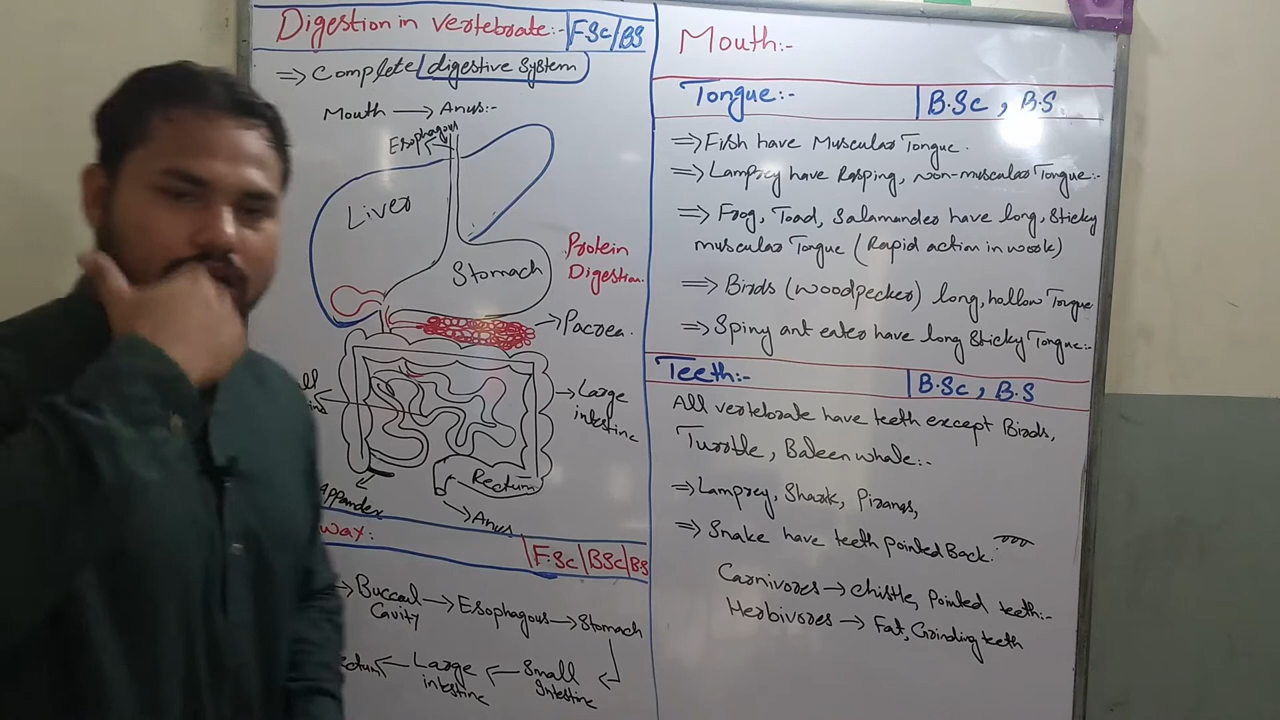 Digestion in vertebrate:- F.Sc/BS
=> Complete digestive System
Mouth → Anus:-
Esophagous
Liver
Stomach
Protein
Digestion.
→ Pacrea.
→ Large
intestine
Rectum
Appandex
→ Anus
way:
F.Sc/BSc/BS
→ Buccal → Esophagous → Stomach
Cavity
← Large ← Small ←
intestine Intestine
Mouth:-
Tongue:- B.Sc, B.S
=> Fish have Muscular Tongue.
=> Lamprey have Rasping, non-muscular Tongue:-
=> Frog, Toad, Salamander have long, Sticky
muscular Tongue (Rapid action in wook)
=> Birds (woodpecker) long, hollow Tongue
=> Spiny ant eater have long Sticky Tongue:-
Teeth:- B.Sc, B.S
All vertebrate have teeth except Birds,
Turtle, Baleen whale:-
=> Lamprey, Shark, Pirana,
=> Snake have teeth pointed Back:-
Carnivores → Chistle, Pointed teeth:-
Herbivores → Fat, Grinding teeth